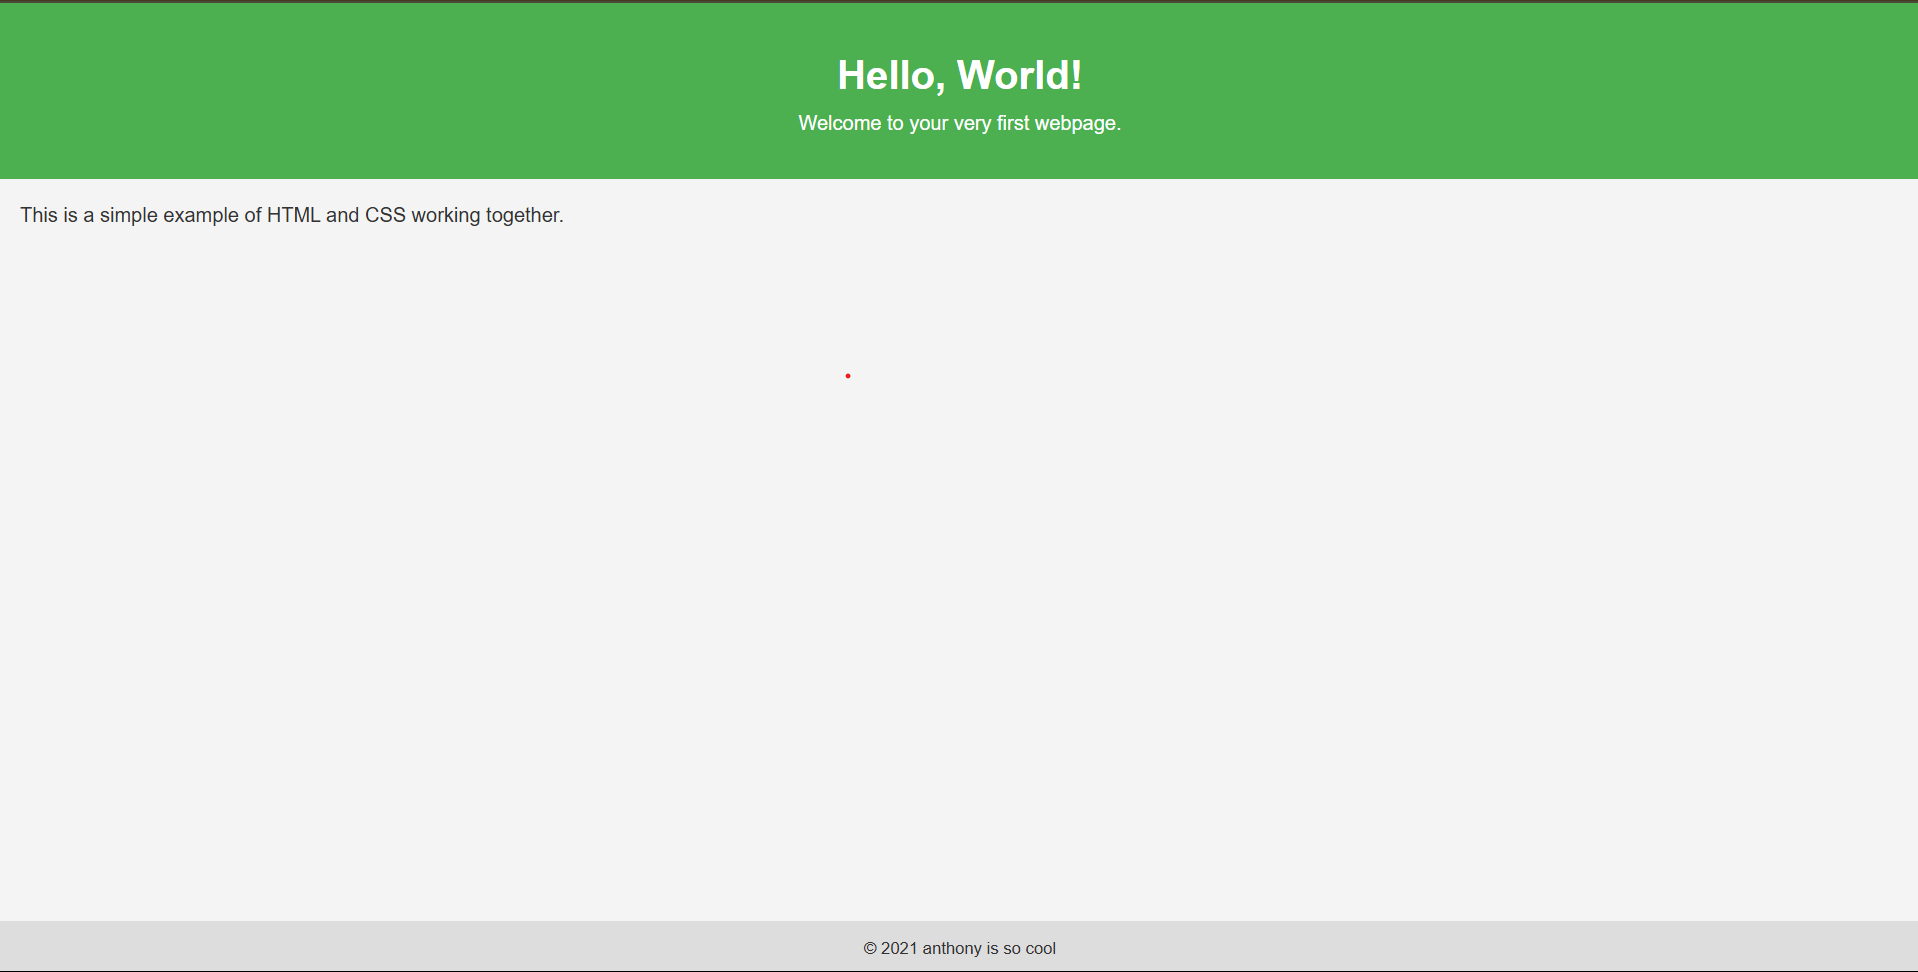 Hello, World!
Welcome to your very first webpage.
This is a simple example of HTML and CSS working together.
© 2021 anthony is so cool